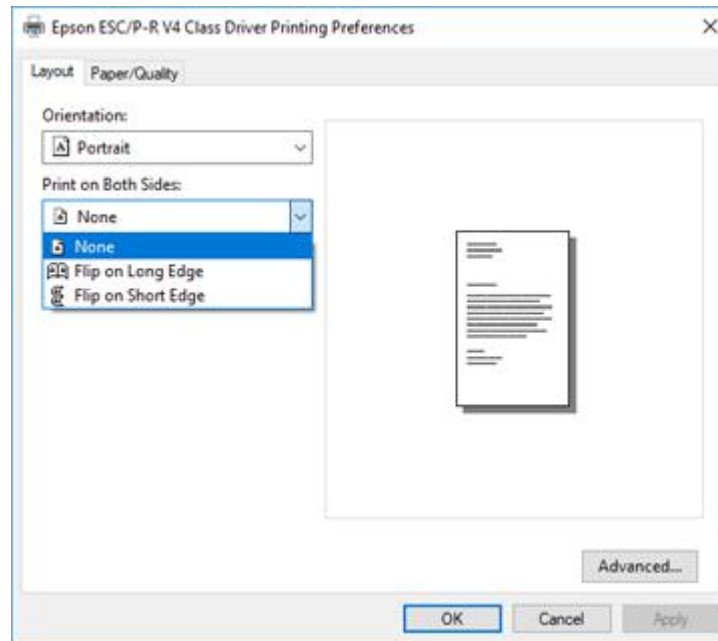 Epson ESC/P-R V4 Class Driver Printing Preferences
Layout
Paper/Quality
Orientation:
Portrait
Print on Both Sides:
None
None
Flip on Long Edge
Flip on Short Edge
Advanced...
OK
Cancel
Apply